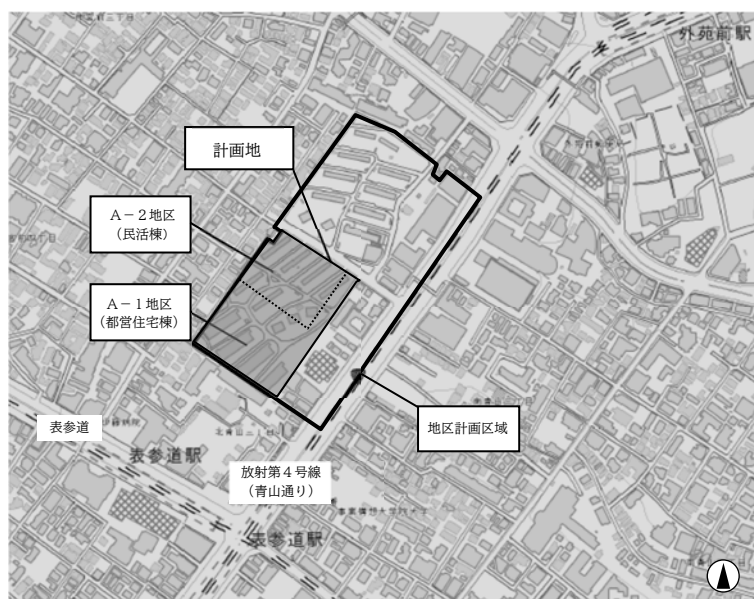 外苑前駅
計画地
A－2地区
（民活棟）
A－1地区
（都営住宅棟）
地区計画区域
表参道
表参道駅
放射第4号線
（青山通り）
表参道駅